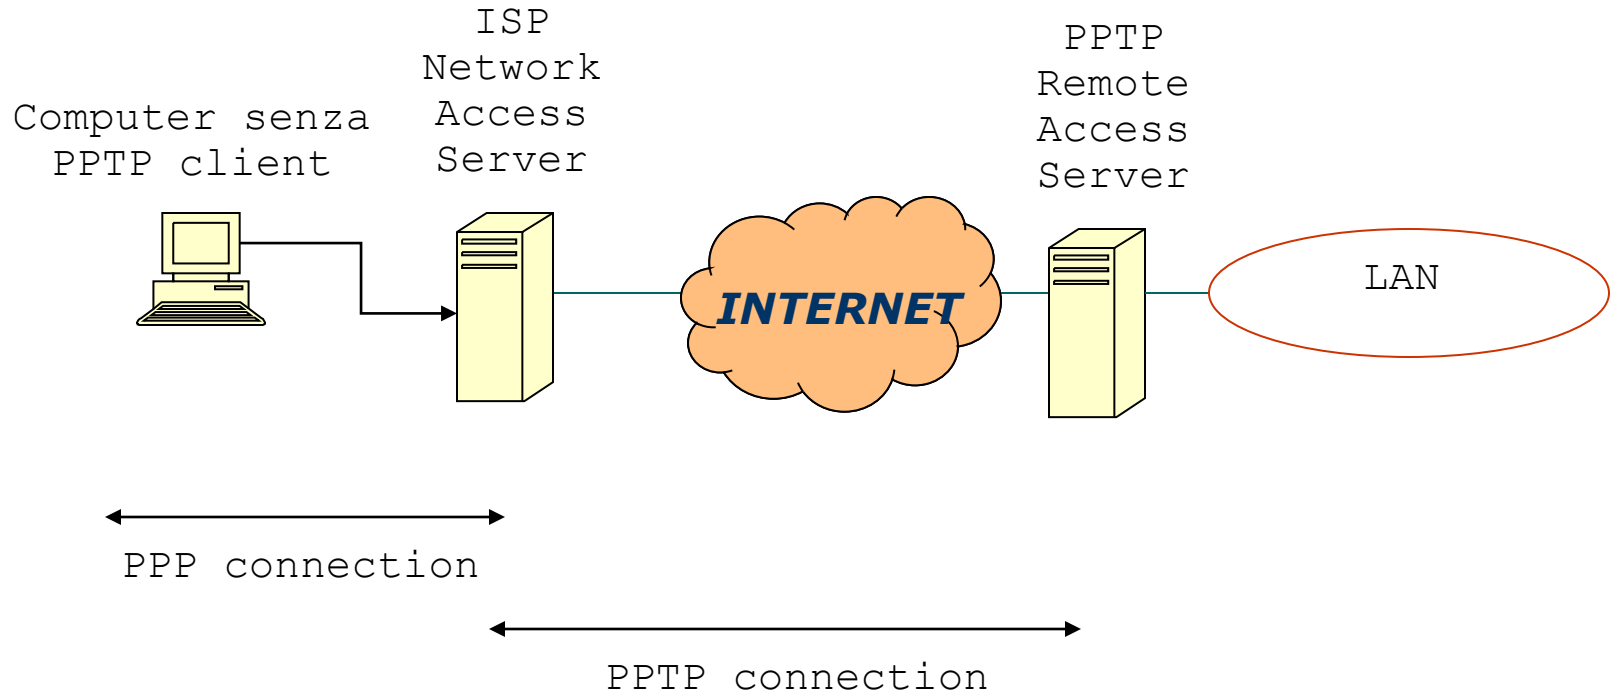 Computer senza
PPTP client
ISP
Network
Access
Server
INTERNET
PPTP
Remote
Access
Server
LAN
PPP connection
PPTP connection